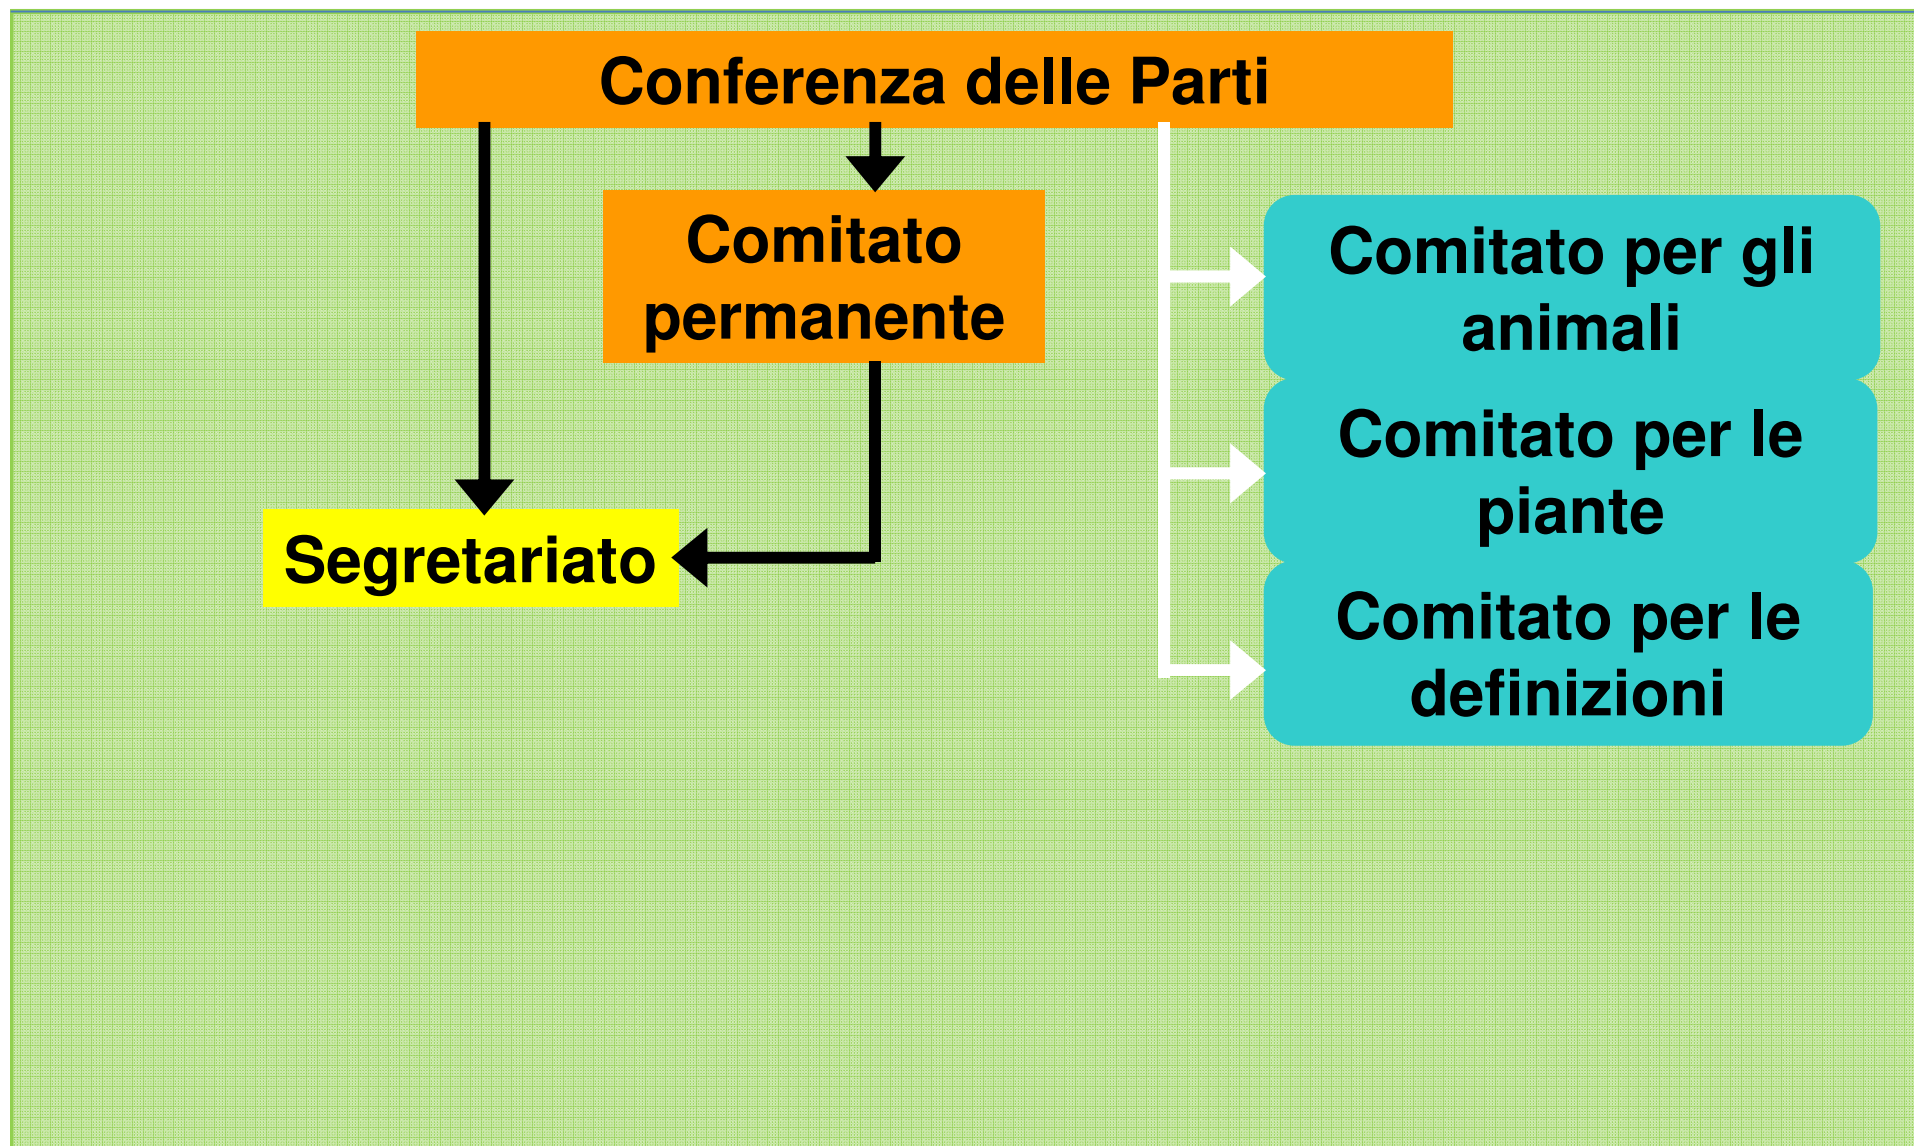 Conferenza delle Parti
Comitato
permanente
Segretariato
Comitato per gli
animali
Comitato per le
piante
Comitato per le
definizioni